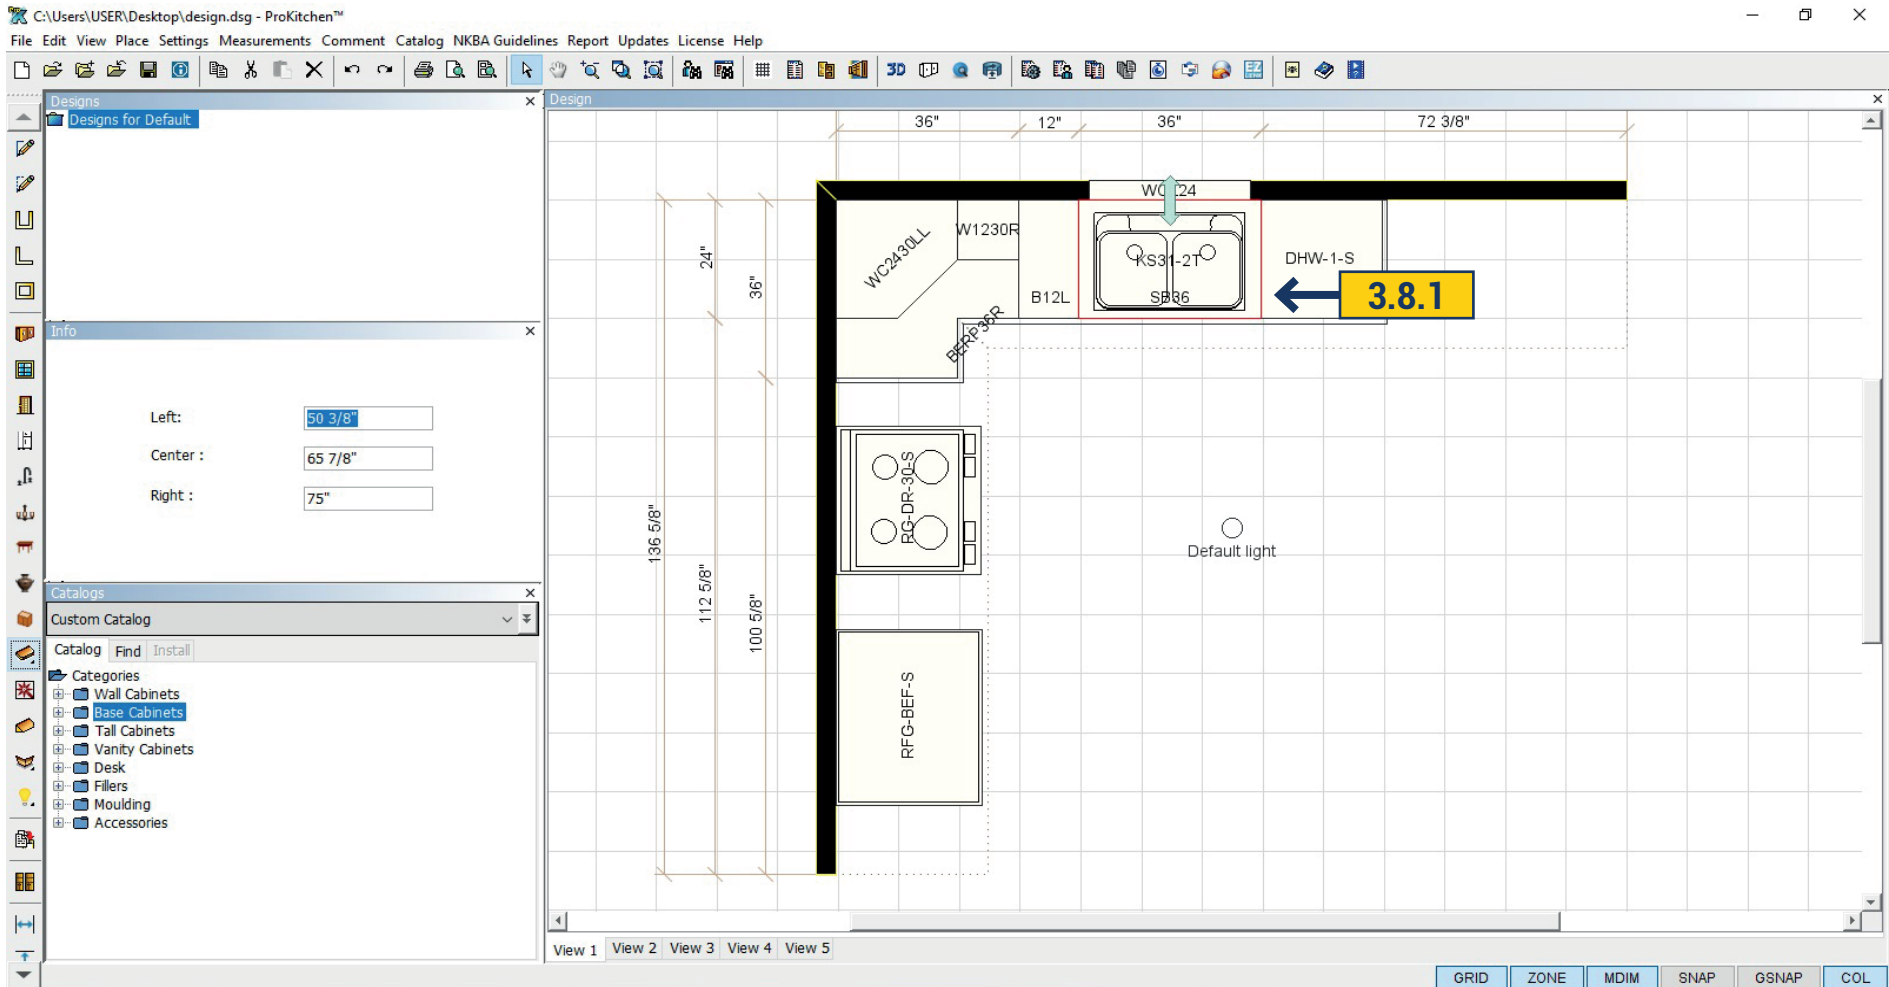 C:\Users\USER\Desktop\design.dsg - ProKitchen™
File Edit View Place Settings Measurements Comment Catalog NKBA Guidelines Report Updates License Help
3D
EZ
Designs
Designs for Default
Info
Left: 50 3/8"
Center : 65 7/8"
Right : 75"
Catalogs
Custom Catalog
Catalog Find Install
Categories
Wall Cabinets
Base Cabinets
Tall Cabinets
Vanity Cabinets
Desk
Fillers
Moulding
Accessories
Design
36" 12" 36" 72 3/8"
24"
36"
136 5/8"
112 5/8"
100 5/8"
WC2430LL
W1230R
B12L
BERP36R
KS31-2T
SB36
DHW-1-S
3.8.1
RG-DR-30-S
RFG-BEF-S
Default light
View 1 View 2 View 3 View 4 View 5
GRID ZONE MDIM SNAP GSNAP COL